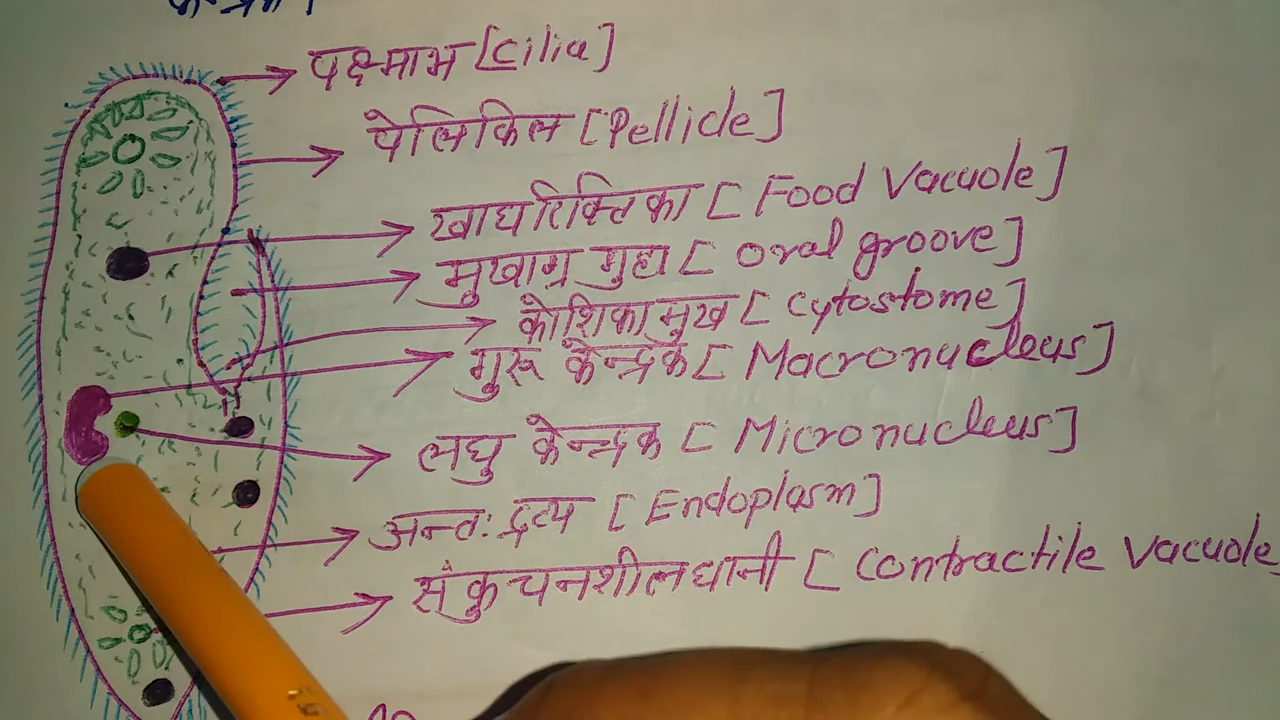 पक्ष्माभ [Cilia]
पेलिकिल [Pellicle]
खाद्यरिक्तिका [Food Vacuole]
मुखाग्र गुहा [Oral groove]
कोशिका मुख [Cytostome]
गुरू केन्द्रक [Macronucleus]
लघु केन्द्रक [Micronucleus]
अन्तः द्रव्य [Endoplasm]
संकुचनशीलधानी [Contractile Vacuole]